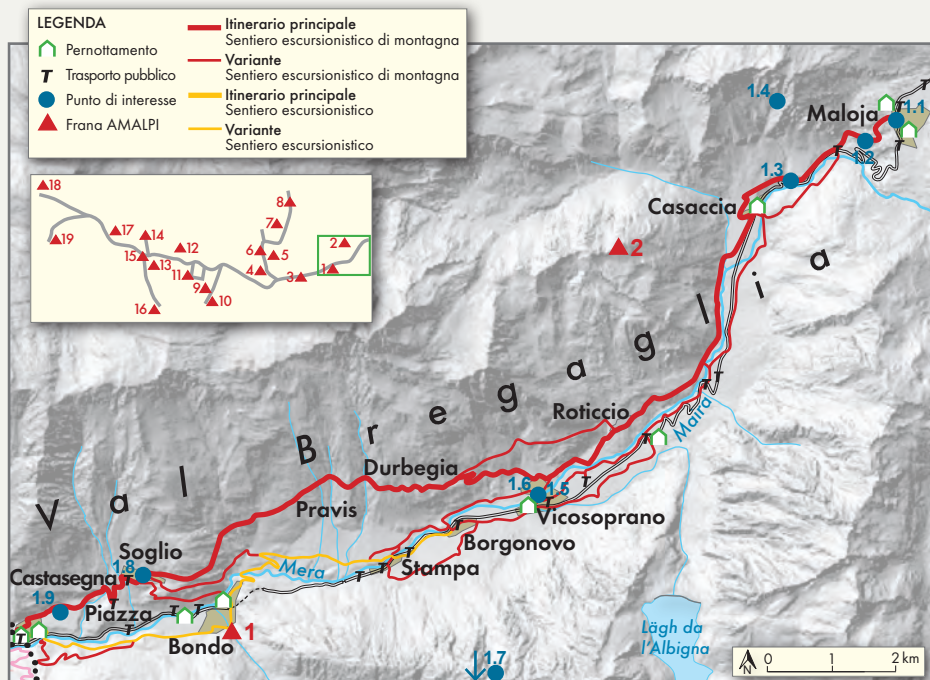 LEGENDA
Pernottamento
T Trasporto pubblico
Punto di interesse
Frana AMALPI
Itinerario principale
Sentiero escursionistico di montagna
Variante
Sentiero escursionistico di montagna
Itinerario principale
Sentiero escursionistico
Variante
Sentiero escursionistico
18
19
17
14
15
13
12
11
16
9
10
8
7
6
5
4
3
2
1
1.4
Maloja
1.1
1.2
1.3
Casaccia
2
Val Bregaglia
Roticcio
Maira
Durbegia
Pravis
1.6
1.5
Vicosoprano
Borgonovo
Stampa
Mera
Soglio
1.8
Castasegna
1.9
Piazza
Bondo
1
1.7
Lägh da
l'Albigna
N
0 1 2 km